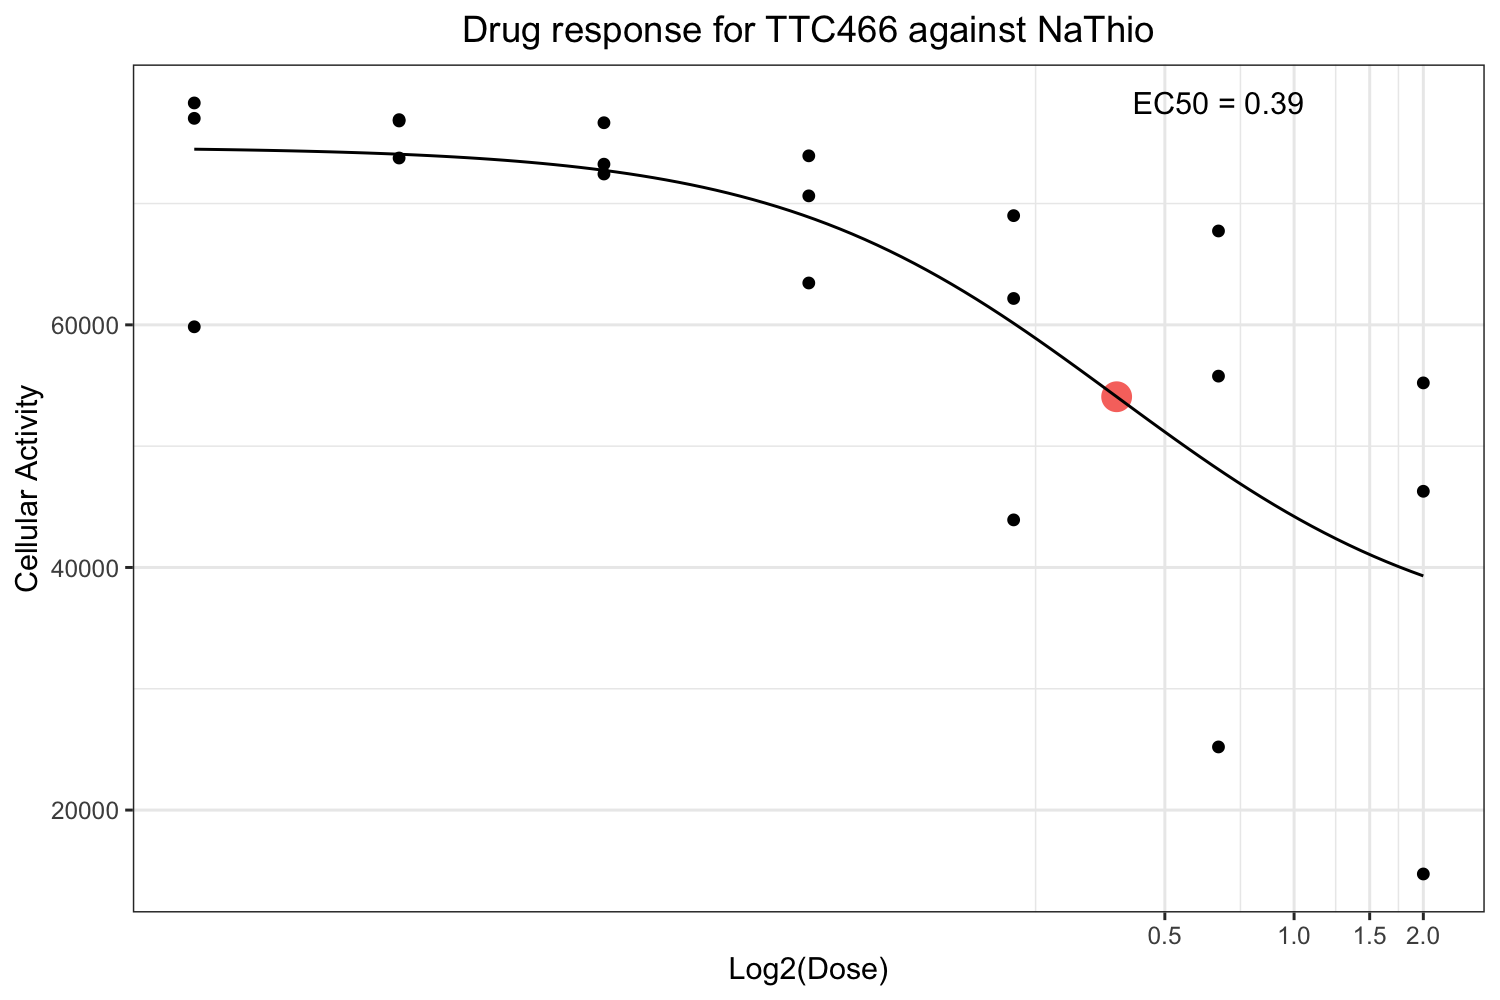 Drug response for TTC466 against NaThio
EC50 = 0.39
Cellular Activity
60000
40000
20000
0.5 1.0 1.5 2.0
Log2(Dose)